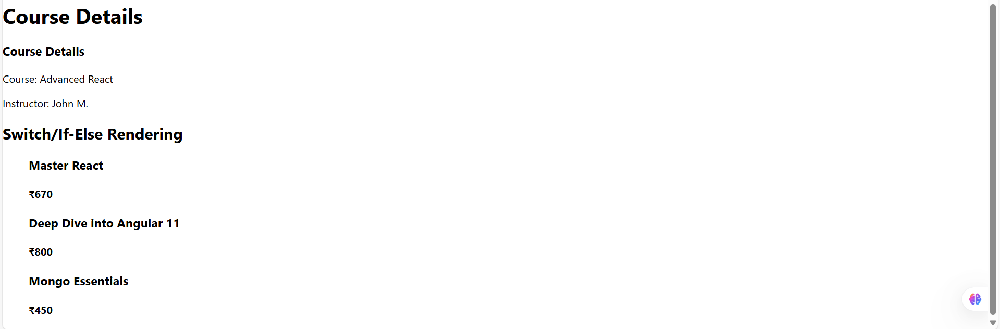 Course Details
Course Details
Course: Advanced React
Instructor: John M.
Switch/If-Else Rendering
Master React
₹670
Deep Dive into Angular 11
₹800
Mongo Essentials
₹450